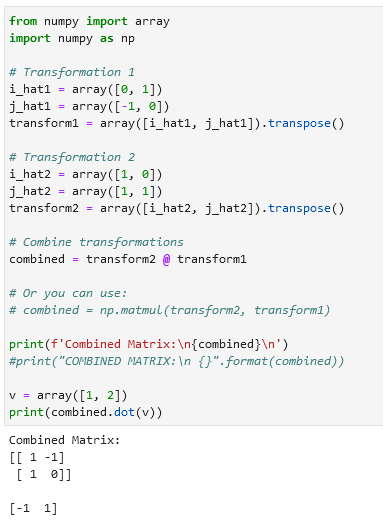 from numpy import array
import numpy as np

# Transformation 1
i_hat1 = array([0, 1])
j_hat1 = array([-1, 0])
transform1 = array([i_hat1, j_hat1]).transpose()

# Transformation 2
i_hat2 = array([1, 0])
j_hat2 = array([1, 1])
transform2 = array([i_hat2, j_hat2]).transpose()

# Combine transformations
combined = transform2 @ transform1

# Or you can use:
# combined = np.matmul(transform2, transform1)

print(f'Combined Matrix:\n{combined}\n')
#print("COMBINED MATRIX:\n {}".format(combined))

v = array([1, 2])
print(combined.dot(v))

Combined Matrix:
[[ 1 -1]
 [ 1  0]]

[-1  1]